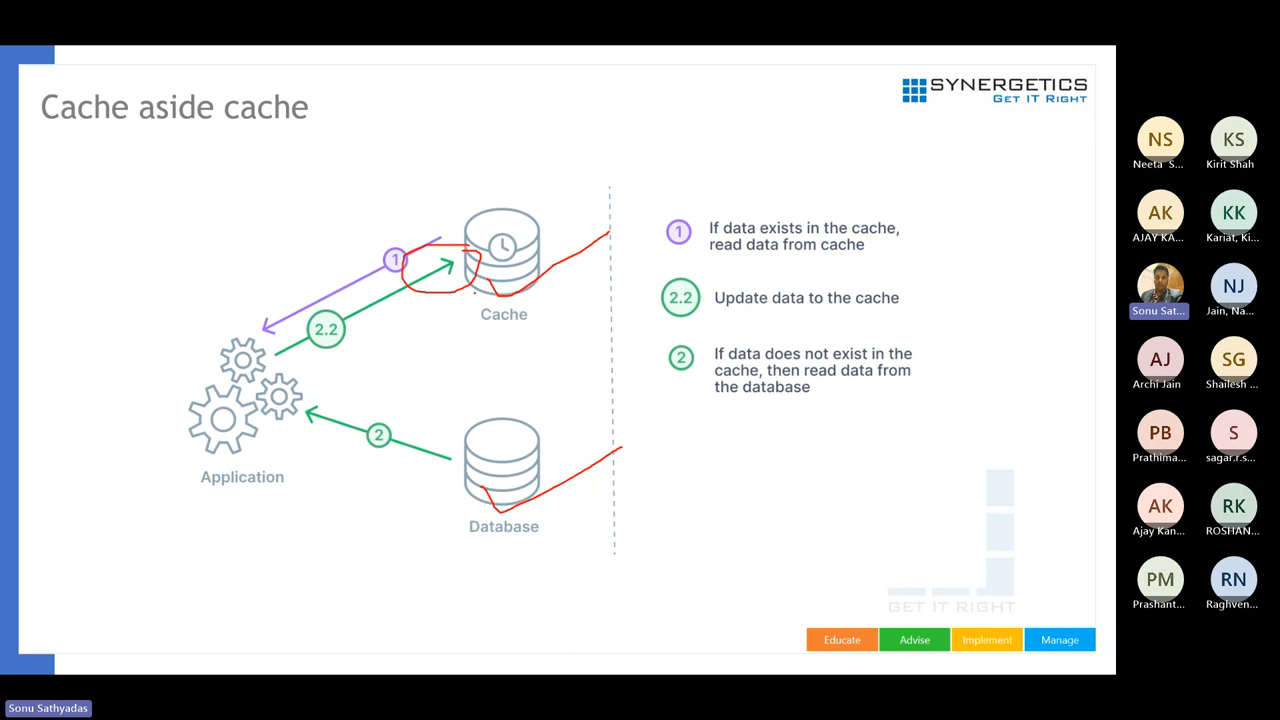 Cache aside cache
SYNERGETICS
GET IT RIGHT
1
2.2
Cache
Application
2
Database
1
If data exists in the cache,
read data from cache
2.2
Update data to the cache
2
If data does not exist in the
cache, then read data from
the database
GET IT RIGHT
Educate
Advise
Implement
Manage
NS
Neeta S...
KS
Kirit Shah
AK
AJAY KA...
KK
Kariat, Ki...
Sonu Sat...
NJ
Jain, Na...
AJ
Archi Jain
SG
Shailesh ...
PB
Prathima...
S
sagar.r.s...
AK
Ajay Kan...
RK
ROSHAN...
PM
Prashant...
RN
Raghven...
Sonu Sathyadas